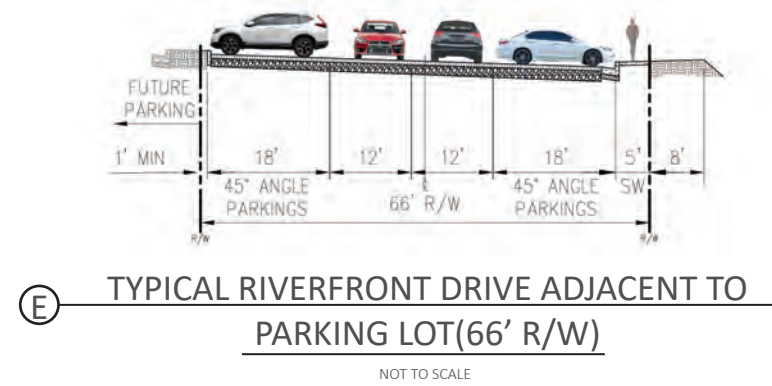 FUTURE
PARKING
1' MIN 18' 12' 12' 18' 5' 8'
45° ANGLE 45° ANGLE SW
PARKINGS 66' R/W PARKINGS
R/W R/W
E TYPICAL RIVERFRONT DRIVE ADJACENT TO
PARKING LOT(66' R/W)
NOT TO SCALE